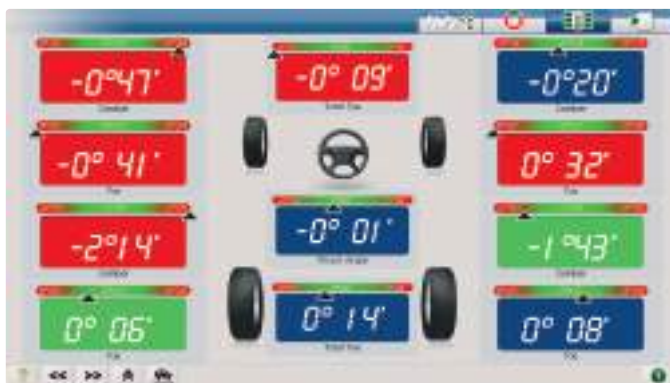 -0°47'
Camber
-0° 41'
Toe
-2°14'
Camber
0° 06'
Toe
-0° 09'
Total Toe
-0° 01'
Thrust Angle
0° 14'
Total Toe
-0°20'
Camber
0° 32'
Toe
-1°43'
Camber
0° 08'
Toe
<< >>